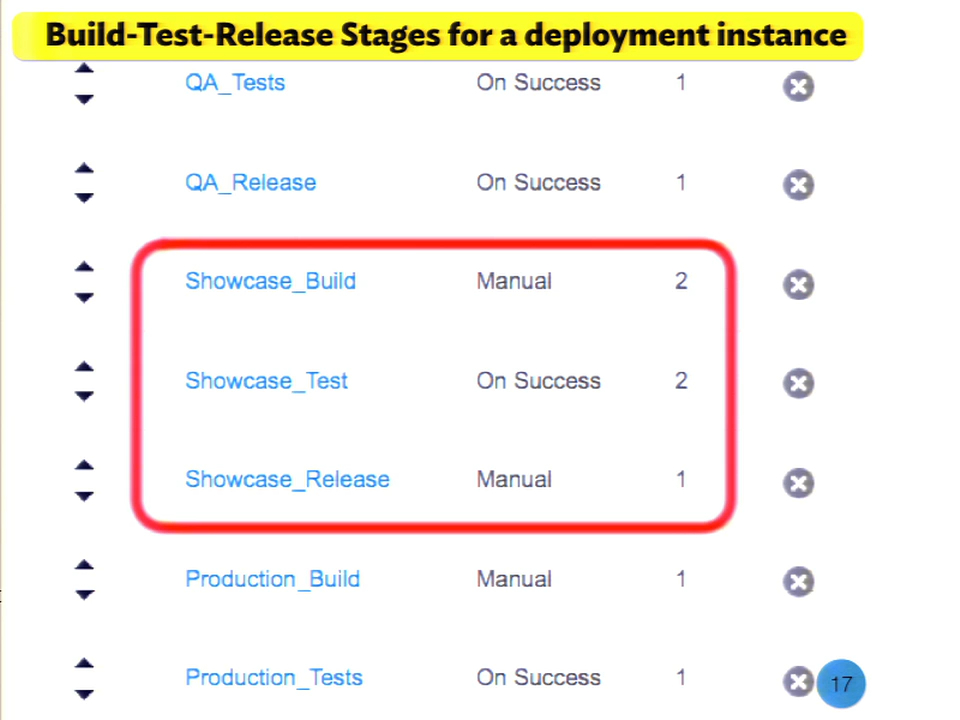 Build-Test-Release Stages for a deployment instance
QA_Tests On Success 1
QA_Release On Success 1
Showcase_Build Manual 2
Showcase_Test On Success 2
Showcase_Release Manual 1
Production_Build Manual 1
Production_Tests On Success 1
17